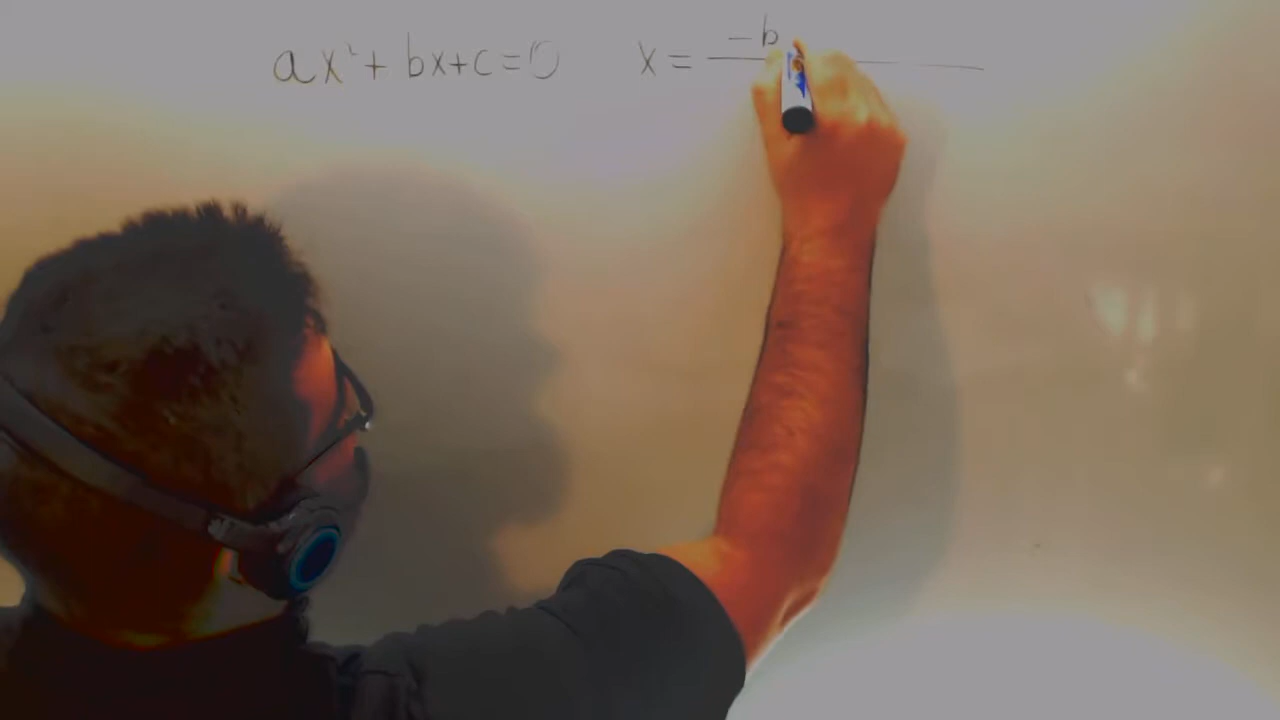 ax²+ bx+c=0 x= -b